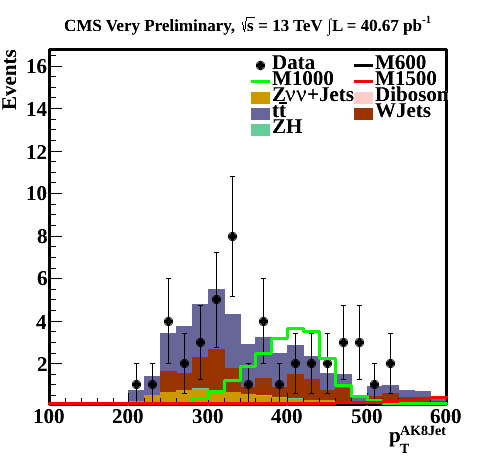 CMS Very Preliminary, √s = 13 TeV ∫L = 40.67 pb⁻¹
Events
16
14
12
10
8
6
4
2
Data
M600
M1000
M1500
Zνν+Jets
Diboson
tt̄
WJets
ZH
100 200 300 400 500 600
p_T^AK8Jet